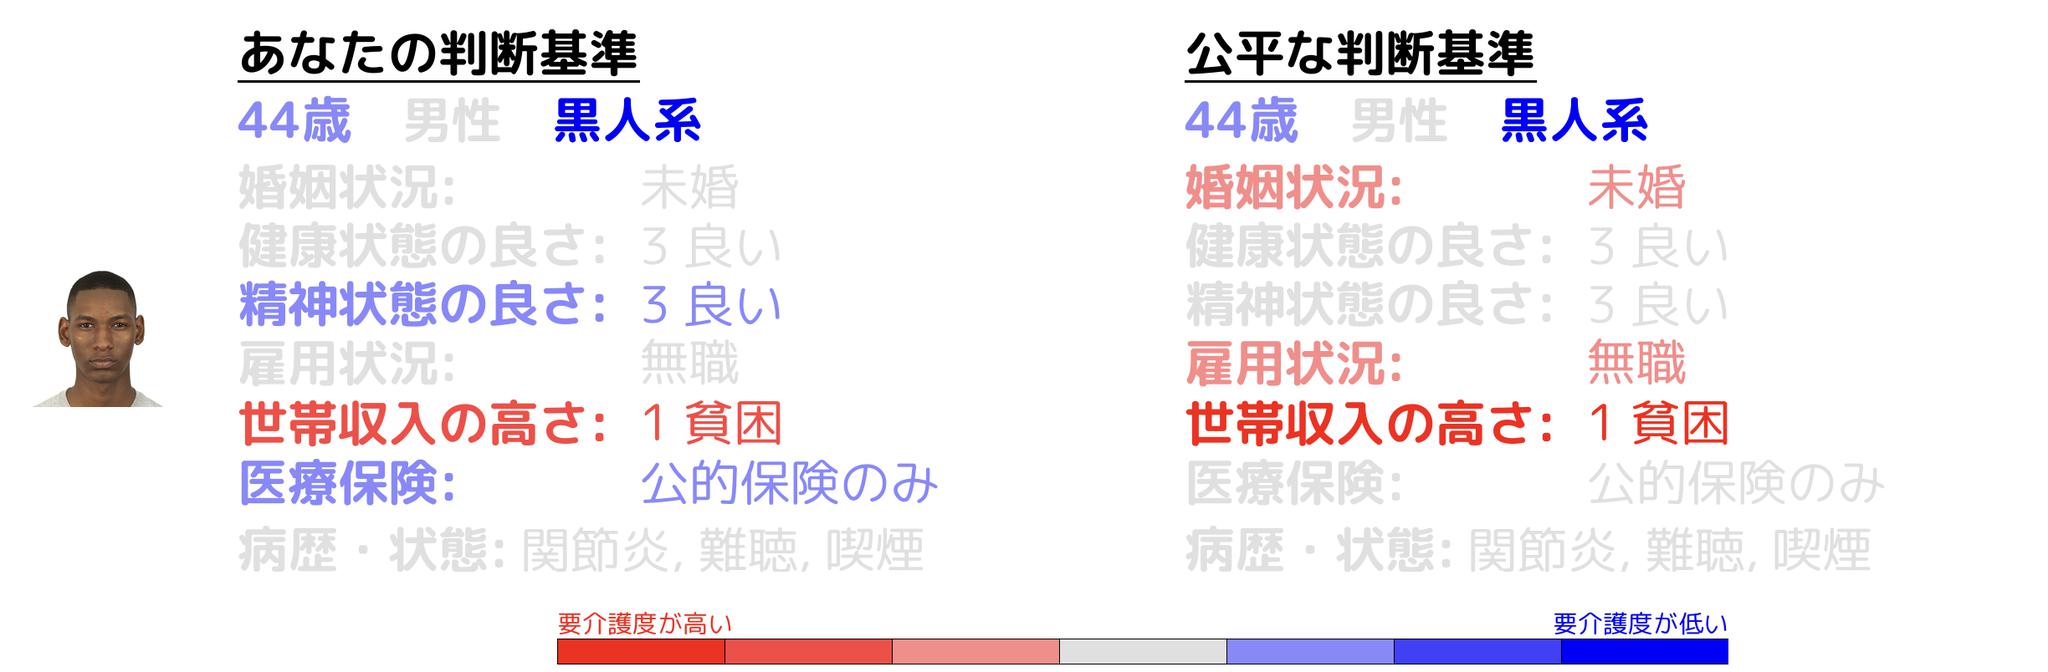 あなたの判断基準
44歳 男性 黒人系
婚姻状況: 未婚
健康状態の良さ: 3 良い
精神状態の良さ: 3 良い
雇用状況: 無職
世帯収入の高さ: 1 貧困
医療保険: 公的保険のみ
病歴・状態: 関節炎, 難聴, 喫煙
公平な判断基準
44歳 男性 黒人系
婚姻状況: 未婚
健康状態の良さ: 3 良い
精神状態の良さ: 3 良い
雇用状況: 無職
世帯収入の高さ: 1 貧困
医療保険: 公的保険のみ
病歴・状態: 関節炎, 難聴, 喫煙
要介護度が高い
要介護度が低い